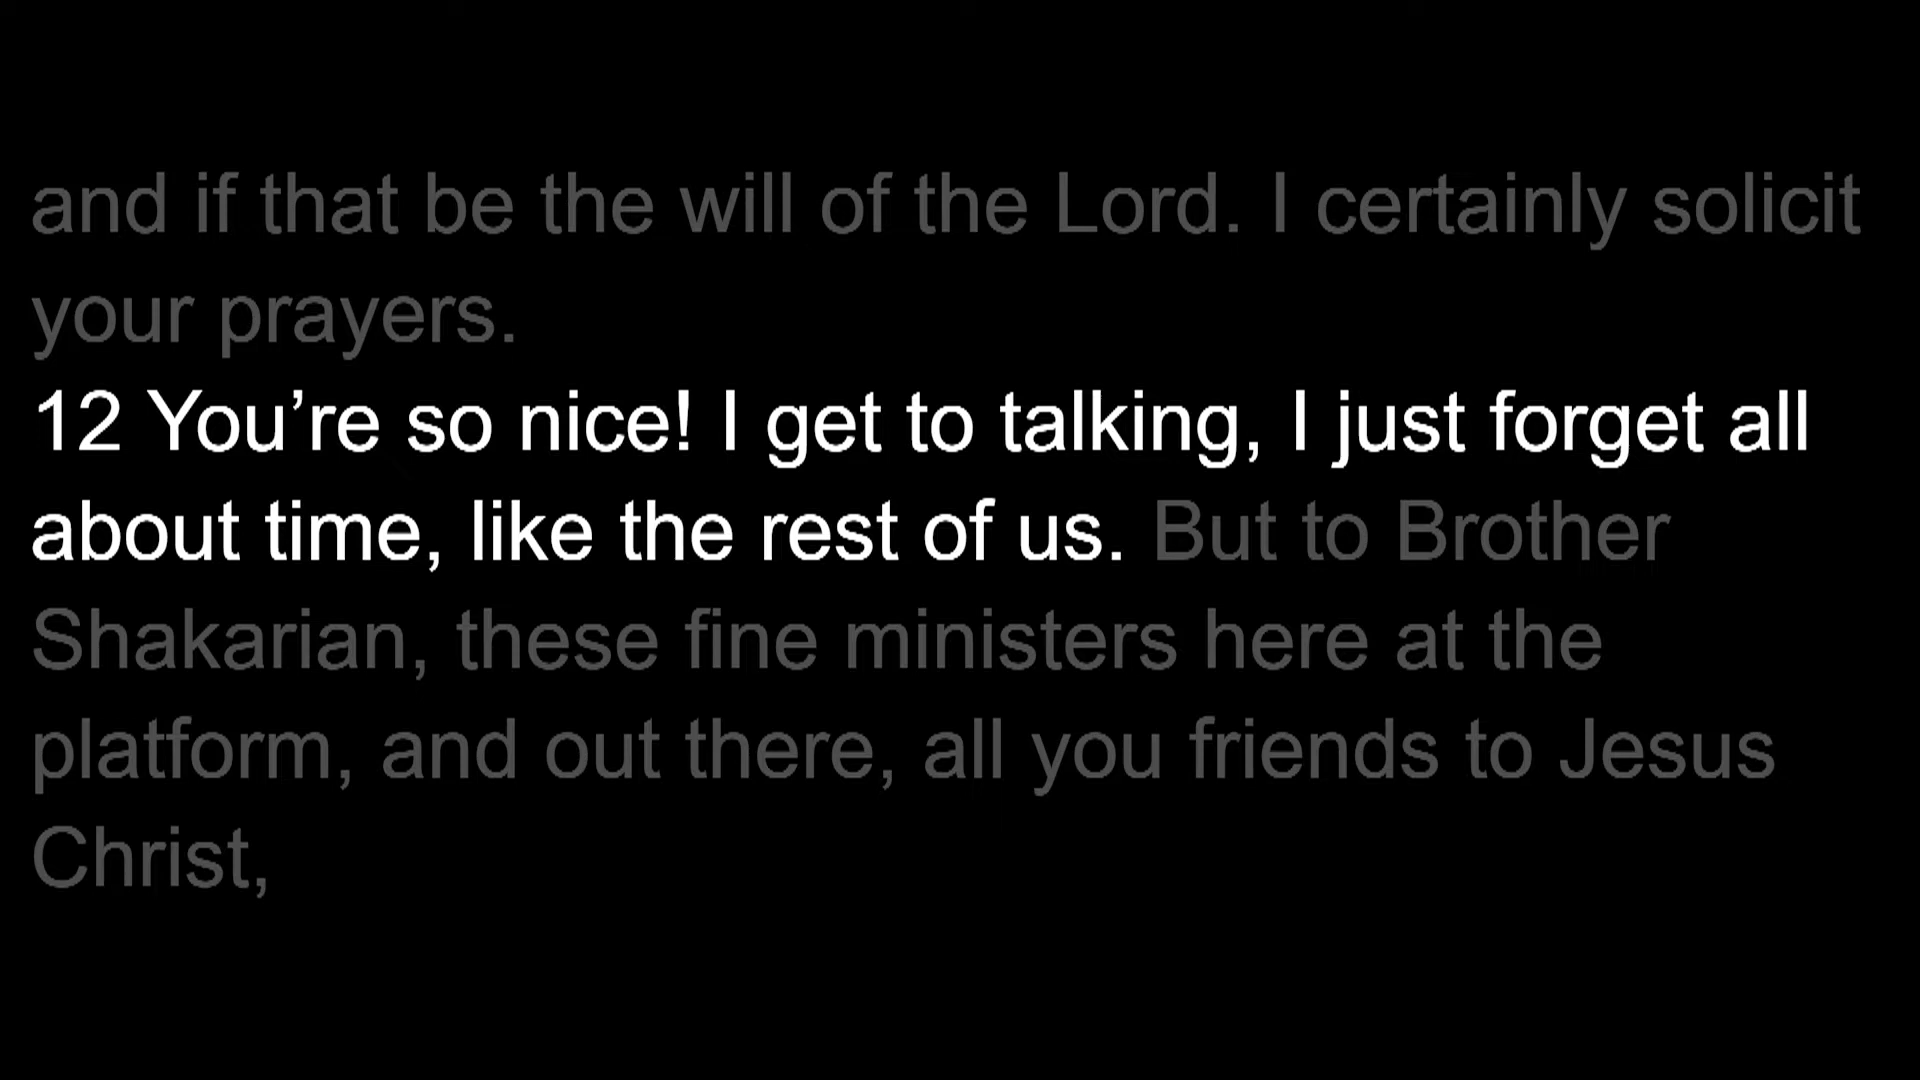 and if that be the will of the Lord. I certainly solicit
your prayers.
12 You’re so nice! I get to talking, I just forget all
about time, like the rest of us. But to Brother
Shakarian, these fine ministers here at the
platform, and out there, all you friends to Jesus
Christ,